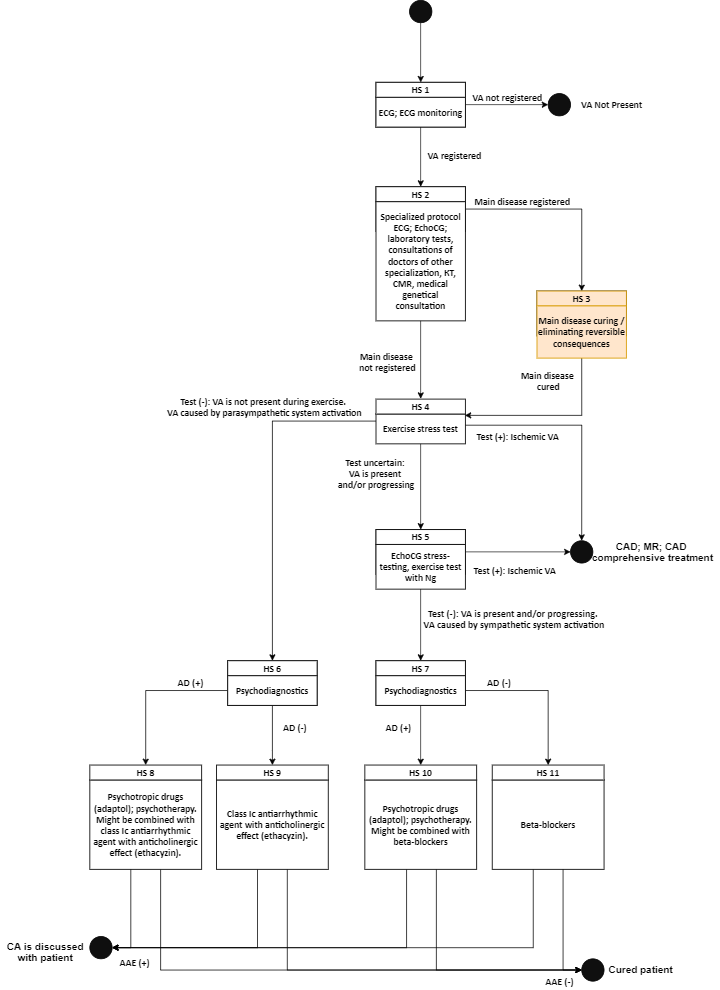 HS 1
ECG; ECG monitoring
VA not registered
VA Not Present
VA registered
HS 2
Specialized protocol
ECG; EchoCG;
laboratory tests,
consultations of
doctors of other
specialization, KT,
CMR, medical
genetical
consultation
Main disease registered
HS 3
Main disease curing /
eliminating reversible
consequences
Main disease
not registered
Main disease
cured
HS 4
Exercise stress test
Test (-): VA is not present during exercise.
VA caused by parasympathetic system activation
Test (+): Ischemic VA
Test uncertain:
VA is present
and/or progressing
HS 5
EchoCG stress-
testing, exercise test
with Ng
Test (+): Ischemic VA
CAD; MR; CAD
comprehensive treatment
Test (-): VA is present and/or progressing.
VA caused by sympathetic system activation
HS 6
Psychodiagnostics
HS 7
Psychodiagnostics
AD (+)
AD (-)
AD (+)
AD (-)
HS 8
Psychotropic drugs
(adaptol); psychotherapy.
Might be combined with
class Ic antiarrhythmic
agent with anticholinergic
effect (ethacyzin).
HS 9
Class Ic antiarrhythmic
agent with anticholinergic
effect (ethacyzin).
HS 10
Psychotropic drugs
(adaptol); psychotherapy.
Might be combined with
beta-blockers
HS 11
Beta-blockers
CA is discussed
with patient
AAE (+)
Cured patient
AAE (-)